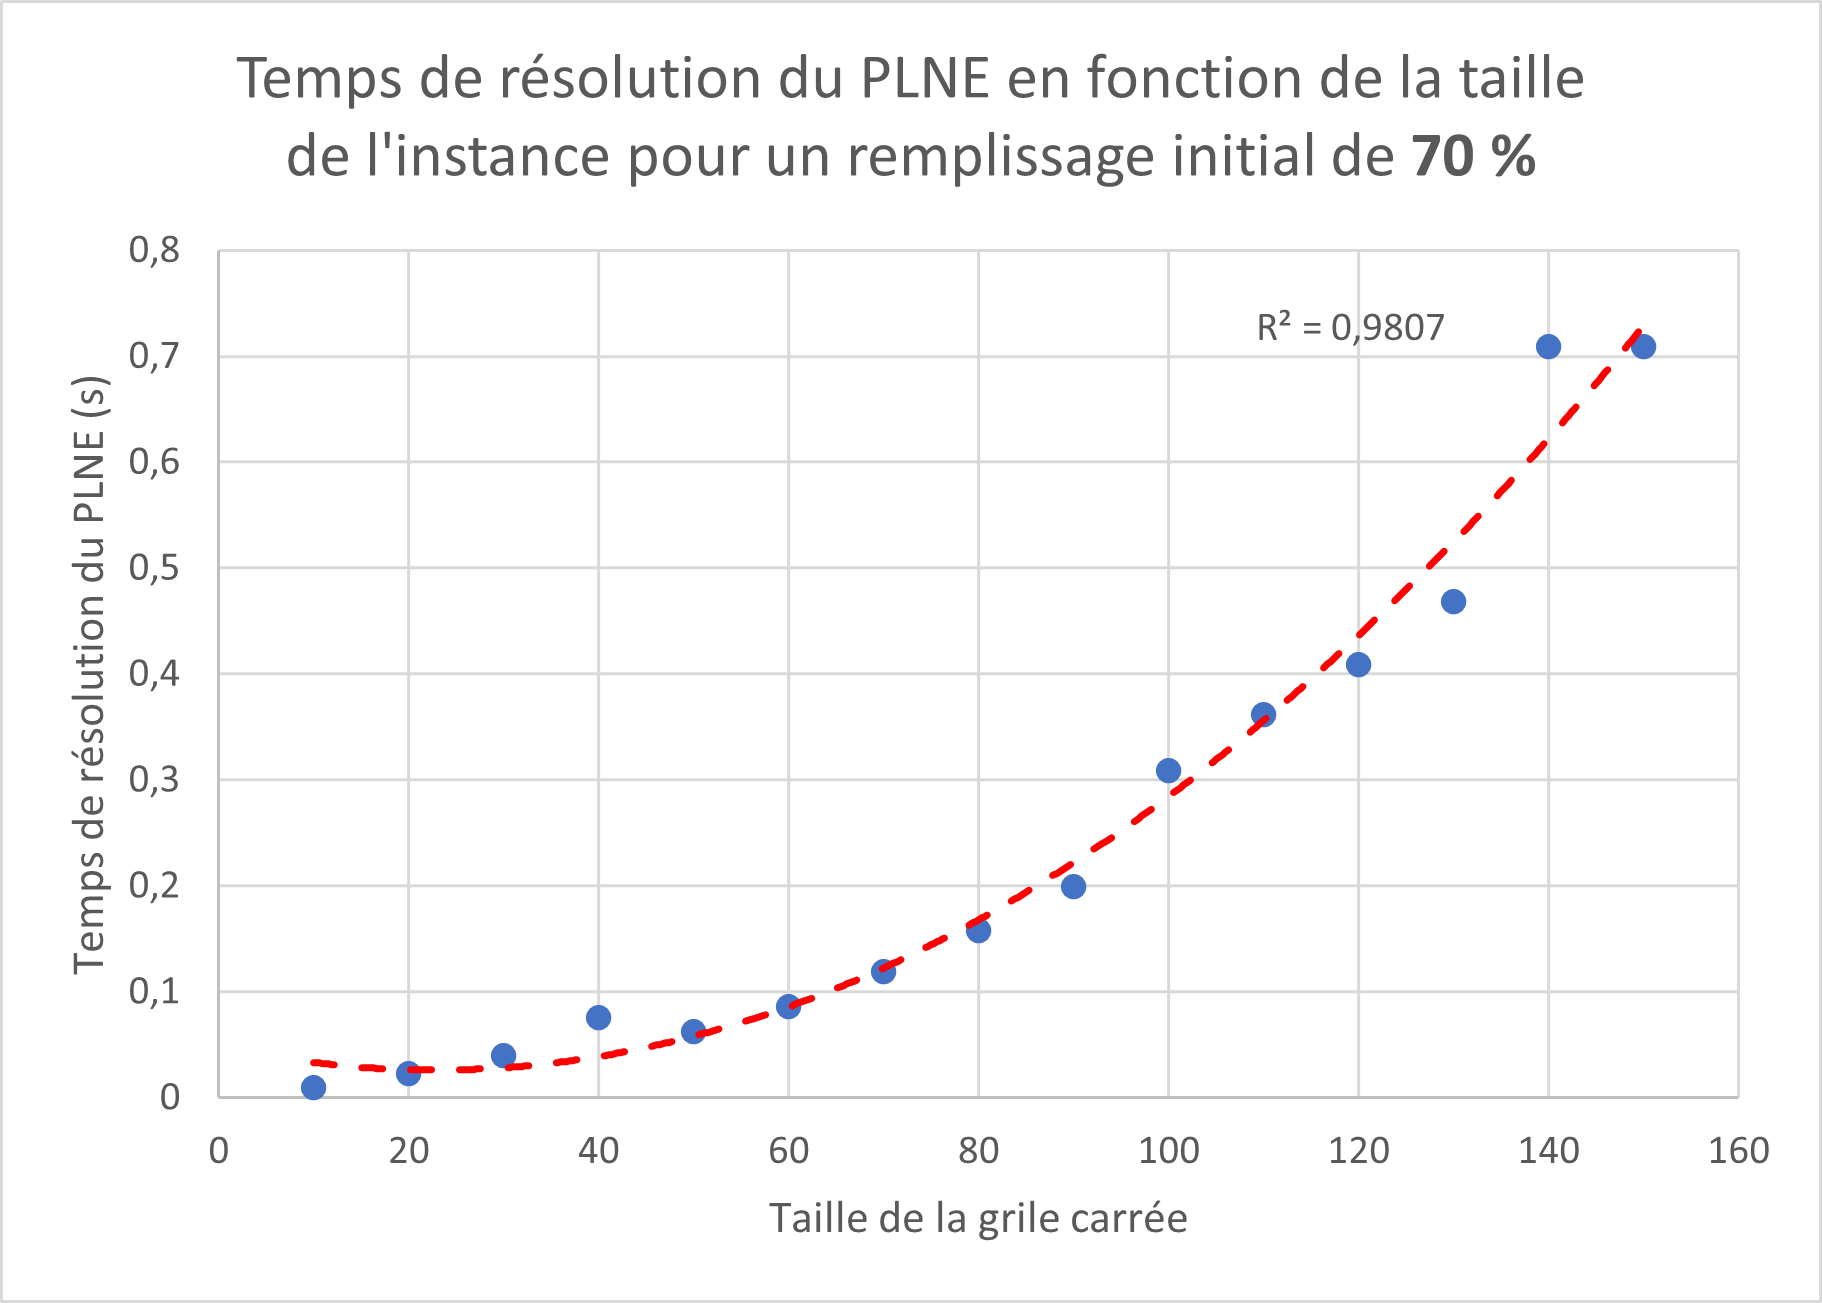 Temps de résolution du PLNE en fonction de la taille
de l'instance pour un remplissage initial de 70 %
0,8
0,7
0,6
0,5
0,4
0,3
0,2
0,1
0
R² = 0,9807
Temps de résolution du PLNE (s)
0 20 40 60 80 100 120 140 160
Taille de la grile carrée